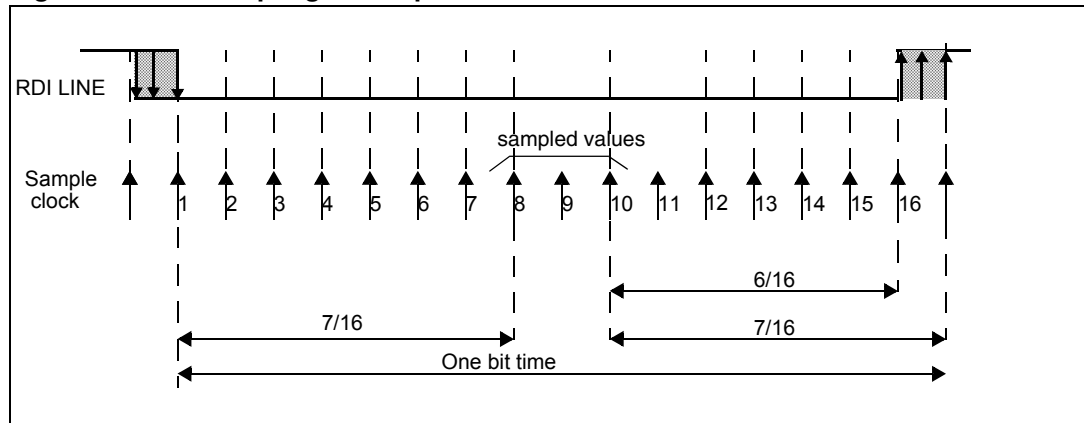 RDI LINE
sampled values
Sample
clock
1 2 3 4 5 6 7 8 9 10 11 12 13 14 15 16
6/16
7/16 7/16
One bit time